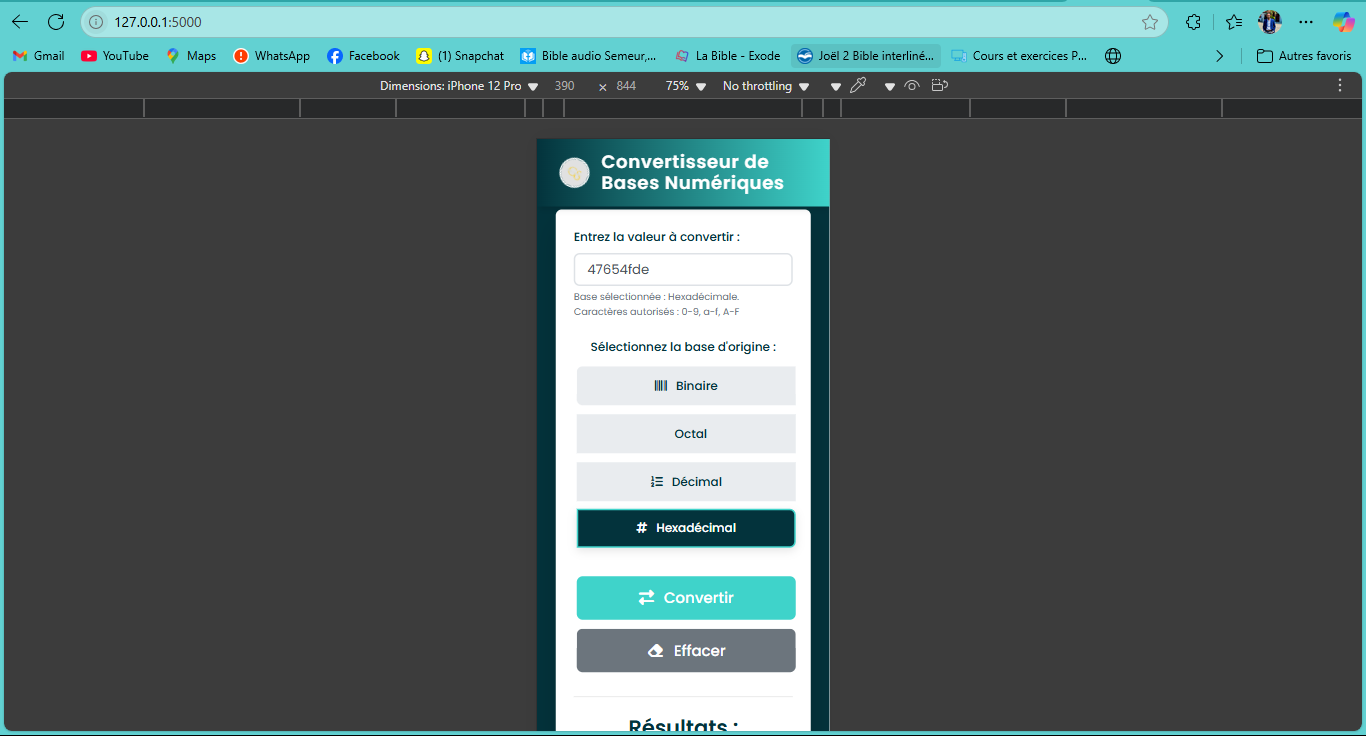 127.0.0.1:5000
Gmail
YouTube
Maps
WhatsApp
Facebook
(1) Snapchat
Bible audio Semeur,...
La Bible - Exode
Joël 2 Bible interliné...
Cours et exercices P...
Autres favoris
Dimensions: iPhone 12 Pro
390
×
844
75%
No throttling
Convertisseur de
Bases Numériques
Entrez la valeur à convertir :
47654fde
Base sélectionnée : Hexadécimale.
Caractères autorisés : 0-9, a-f, A-F
Sélectionnez la base d'origine :
Binaire
Octal
Décimal
# Hexadécimal
Convertir
Effacer
Résultats :